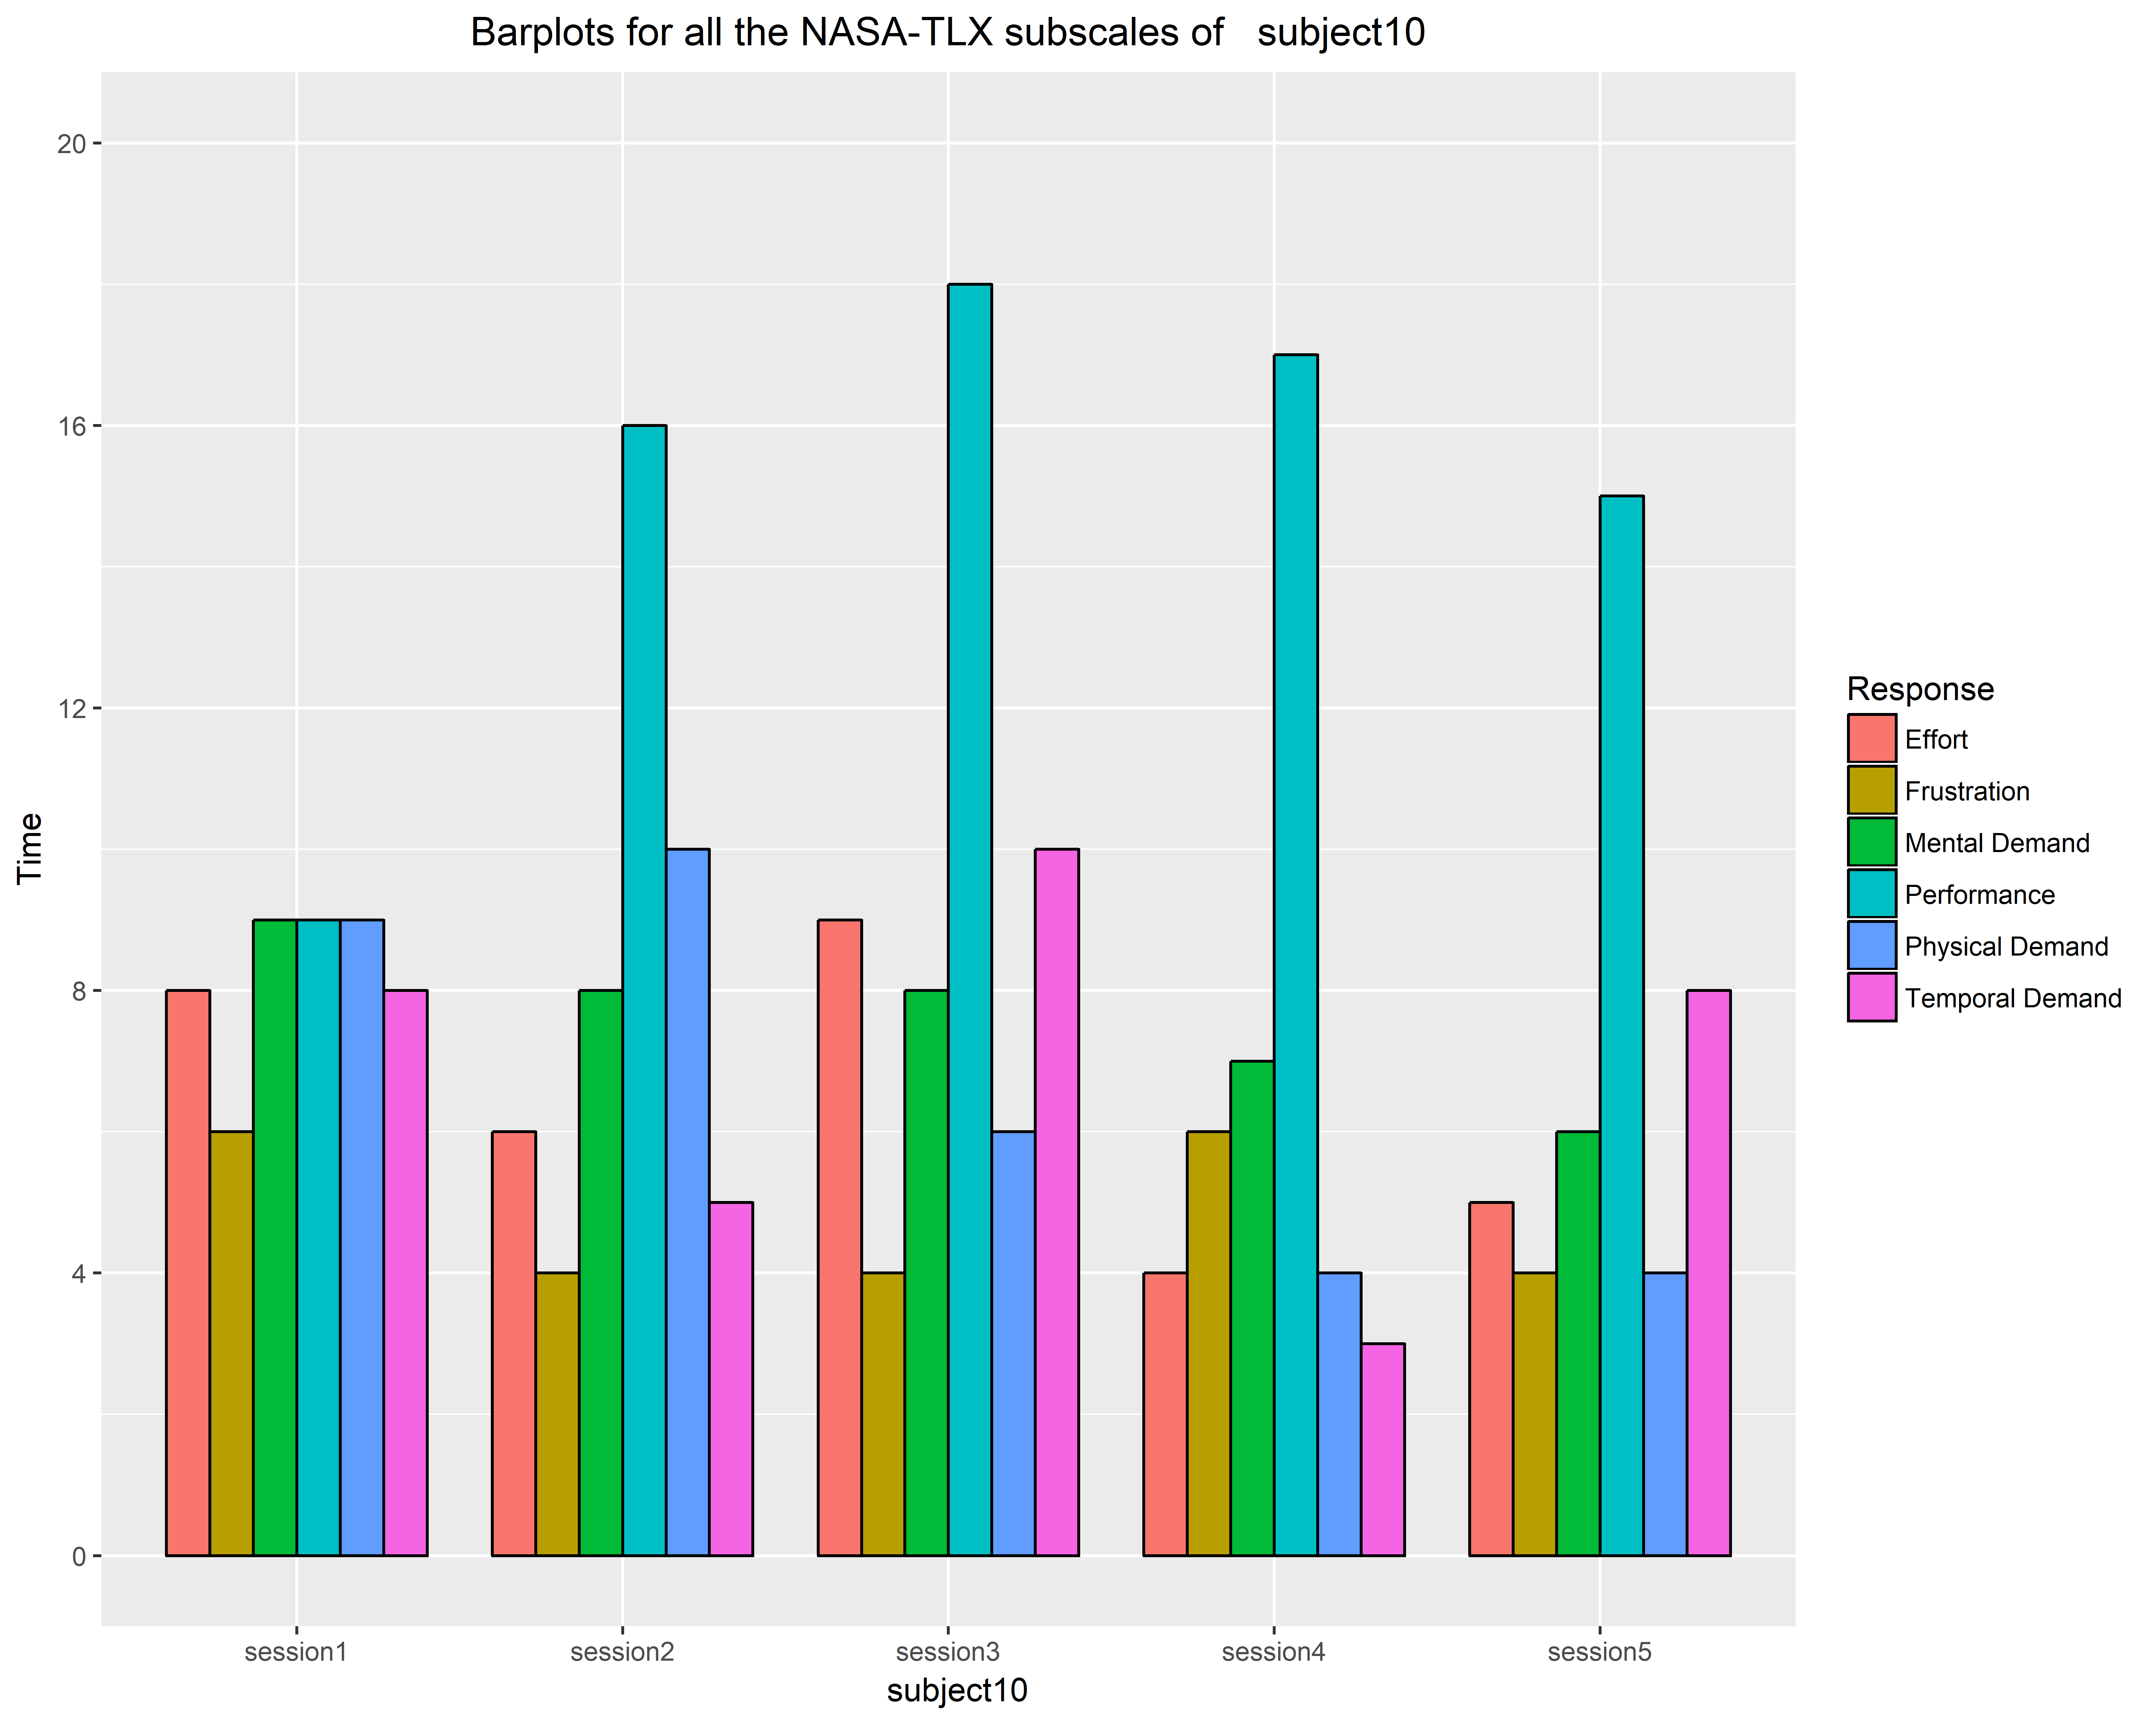 Barplots for all the NASA-TLX subscales of   subject10
20
16
12
8
4
0
Time
session1
session2
session3
session4
session5
subject10
Response
Effort
Frustration
Mental Demand
Performance
Physical Demand
Temporal Demand